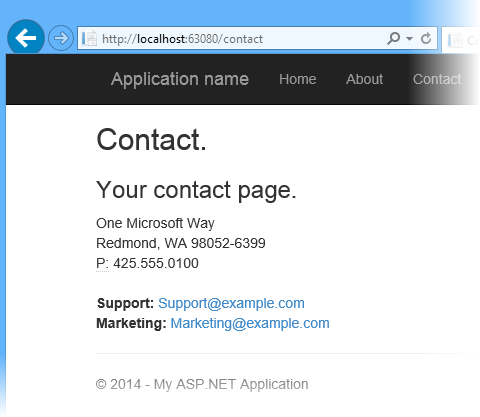 http://localhost:63080/contact
Application name Home About Contact
Contact.
Your contact page.
One Microsoft Way
Redmond, WA 98052-6399
P: 425.555.0100
Support: Support@example.com
Marketing: Marketing@example.com
© 2014 - My ASP.NET Application